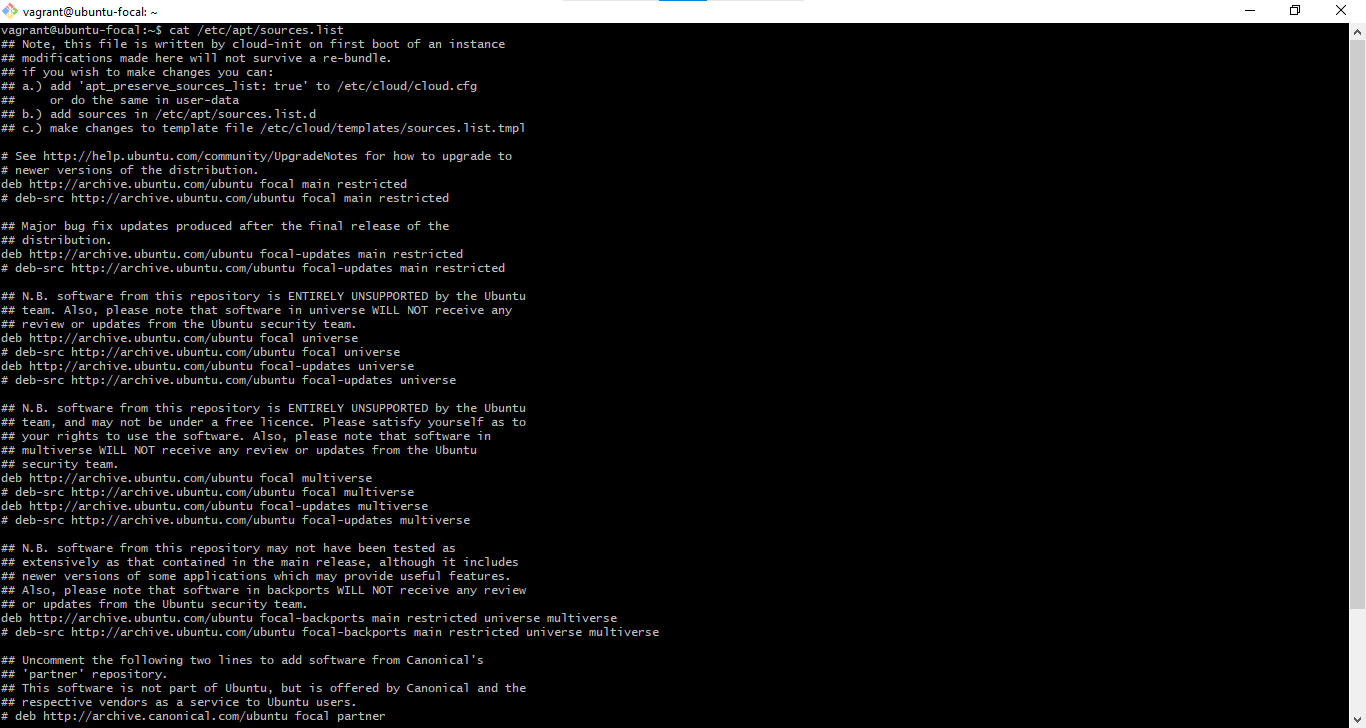 vagrant@ubuntu-focal: ~
vagrant@ubuntu-focal:~$ cat /etc/apt/sources.list
## Note, this file is written by cloud-init on first boot of an instance
## modifications made here will not survive a re-bundle.
## if you wish to make changes you can:
## a.) add 'apt_preserve_sources_list: true' to /etc/cloud/cloud.cfg
##     or do the same in user-data
## b.) add sources in /etc/apt/sources.list.d
## c.) make changes to template file /etc/cloud/templates/sources.list.tmpl

# See http://help.ubuntu.com/community/UpgradeNotes for how to upgrade to
# newer versions of the distribution.
deb http://archive.ubuntu.com/ubuntu focal main restricted
# deb-src http://archive.ubuntu.com/ubuntu focal main restricted

## Major bug fix updates produced after the final release of the
## distribution.
deb http://archive.ubuntu.com/ubuntu focal-updates main restricted
# deb-src http://archive.ubuntu.com/ubuntu focal-updates main restricted

## N.B. software from this repository is ENTIRELY UNSUPPORTED by the Ubuntu
## team. Also, please note that software in universe WILL NOT receive any
## review or updates from the Ubuntu security team.
deb http://archive.ubuntu.com/ubuntu focal universe
# deb-src http://archive.ubuntu.com/ubuntu focal universe
deb http://archive.ubuntu.com/ubuntu focal-updates universe
# deb-src http://archive.ubuntu.com/ubuntu focal-updates universe

## N.B. software from this repository is ENTIRELY UNSUPPORTED by the Ubuntu
## team, and may not be under a free licence. Please satisfy yourself as to
## your rights to use the software. Also, please note that software in
## multiverse WILL NOT receive any review or updates from the Ubuntu
## security team.
deb http://archive.ubuntu.com/ubuntu focal multiverse
# deb-src http://archive.ubuntu.com/ubuntu focal multiverse
deb http://archive.ubuntu.com/ubuntu focal-updates multiverse
# deb-src http://archive.ubuntu.com/ubuntu focal-updates multiverse

## N.B. software from this repository may not have been tested as
## extensively as that contained in the main release, although it includes
## newer versions of some applications which may provide useful features.
## Also, please note that software in backports WILL NOT receive any review
## or updates from the Ubuntu security team.
deb http://archive.ubuntu.com/ubuntu focal-backports main restricted universe multiverse
# deb-src http://archive.ubuntu.com/ubuntu focal-backports main restricted universe multiverse

## Uncomment the following two lines to add software from Canonical's
## 'partner' repository.
## This software is not part of Ubuntu, but is offered by Canonical and the
## respective vendors as a service to Ubuntu users.
# deb http://archive.canonical.com/ubuntu focal partner